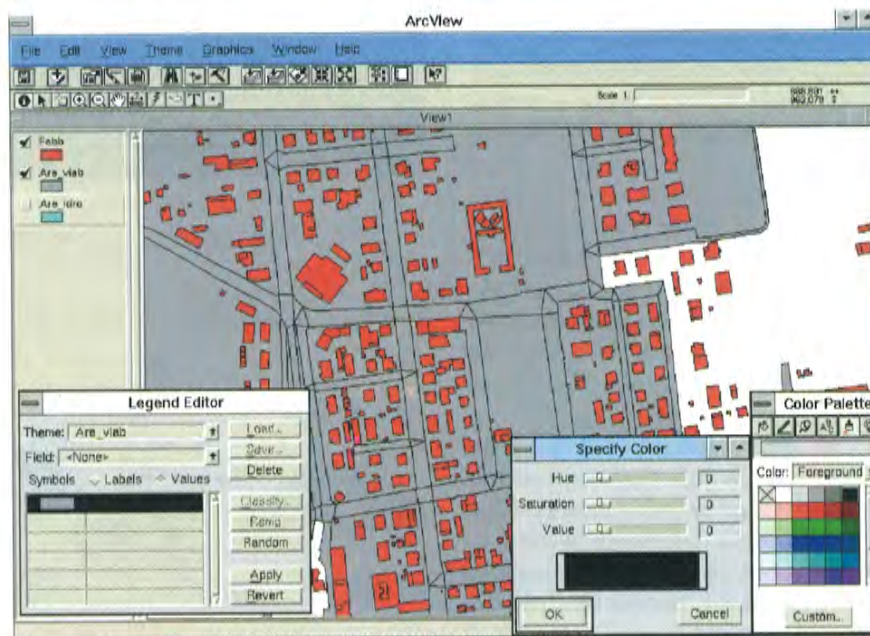 ArcView
File Edit View Theme Graphics Window Help
Scale 1:
View1
Fabb
Are_viab
Are_idro
Legend Editor
Theme: Are_viab
Field: <None>
Symbols Labels Values
Load...
Save...
Delete
Classify...
Ramp
Random
Apply
Revert
Specify Color
Hue 0
Saturation 0
Value 0
OK Cancel
Color Palette
Color: Foreground
Custom...